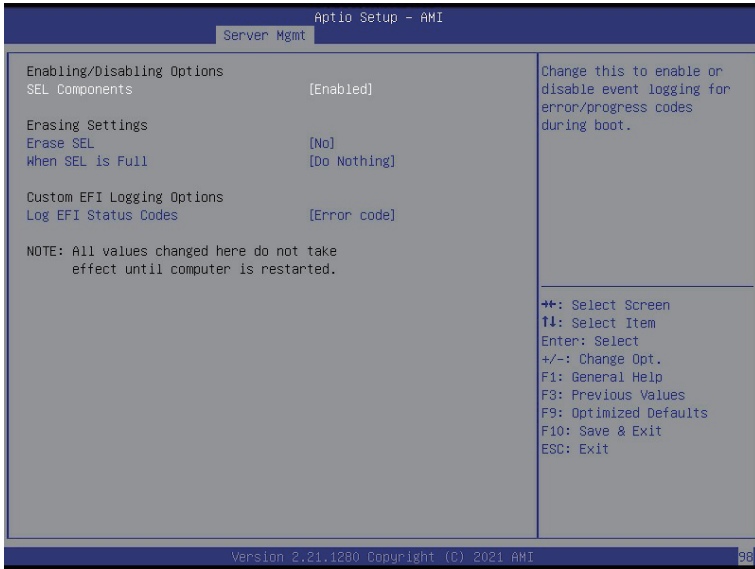 Aptio Setup – AMI
Server Mgmt
Enabling/Disabling Options
SEL Components [Enabled]
Erasing Settings
Erase SEL [No]
When SEL is Full [Do Nothing]
Custom EFI Logging Options
Log EFI Status Codes [Error code]
NOTE: All values changed here do not take
effect until computer is restarted.
Change this to enable or
disable event logging for
error/progress codes
during boot.
→←: Select Screen
↑↓: Select Item
Enter: Select
+/-: Change Opt.
F1: General Help
F3: Previous Values
F9: Optimized Defaults
F10: Save & Exit
ESC: Exit
Version 2.21.1280 Copyright (C) 2021 AMI
98